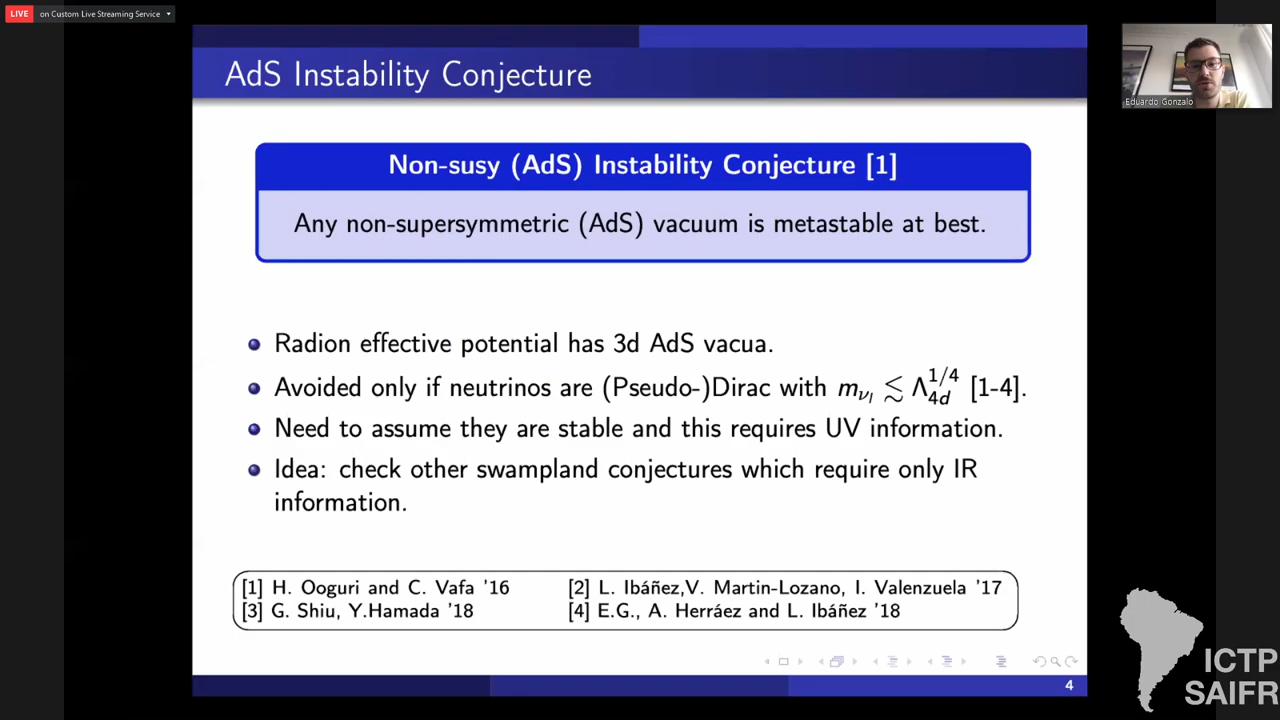 LIVE on Custom Live Streaming Service
AdS Instability Conjecture
Eduardo Gonzalo
Non-susy (AdS) Instability Conjecture [1]
Any non-supersymmetric (AdS) vacuum is metastable at best.
Radion effective potential has 3d AdS vacua.
Avoided only if neutrinos are (Pseudo-)Dirac with m_{ν_l} ≲ Λ_{4d}^{1/4} [1-4].
Need to assume they are stable and this requires UV information.
Idea: check other swampland conjectures which require only IR
information.
[1] H. Ooguri and C. Vafa '16 [2] L. Ibáñez,V. Martin-Lozano, I. Valenzuela '17
[3] G. Shiu, Y.Hamada '18 [4] E.G., A. Herráez and L. Ibáñez '18
4
ICTP
SAIFR